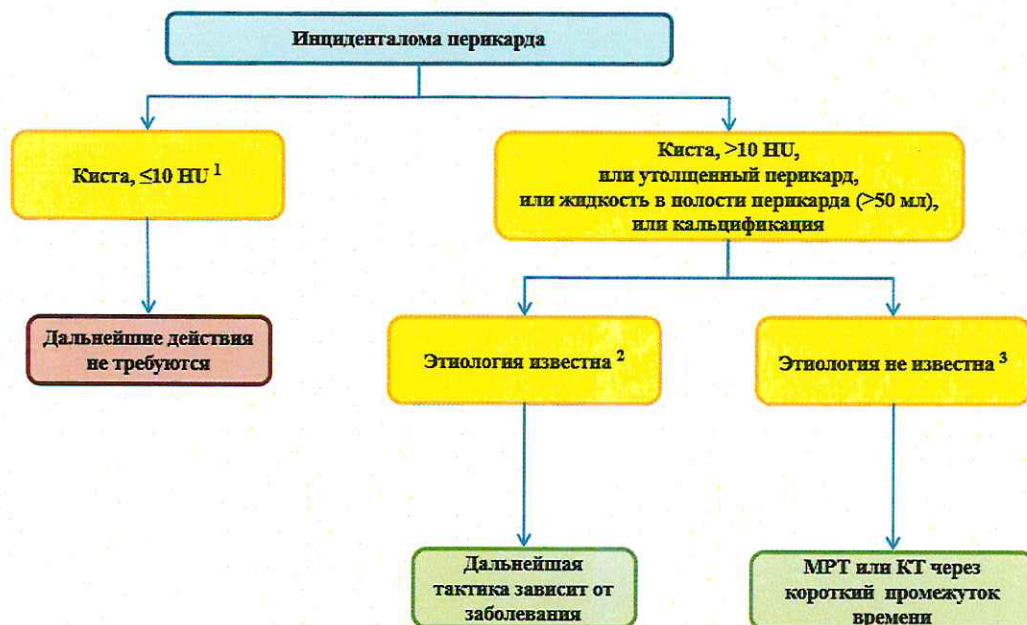 Инциденталома перикарда
Киста, ≤10 HU ¹
Киста, >10 HU,
или утолщенный перикард,
или жидкость в полости перикарда (>50 мл),
или кальцификация
Дальнейшие действия
не требуются
Этиология известна ²
Этиология не известна ³
Дальнейшая
тактика зависит от
заболевания
МРТ или КТ через
короткий промежуток
времени